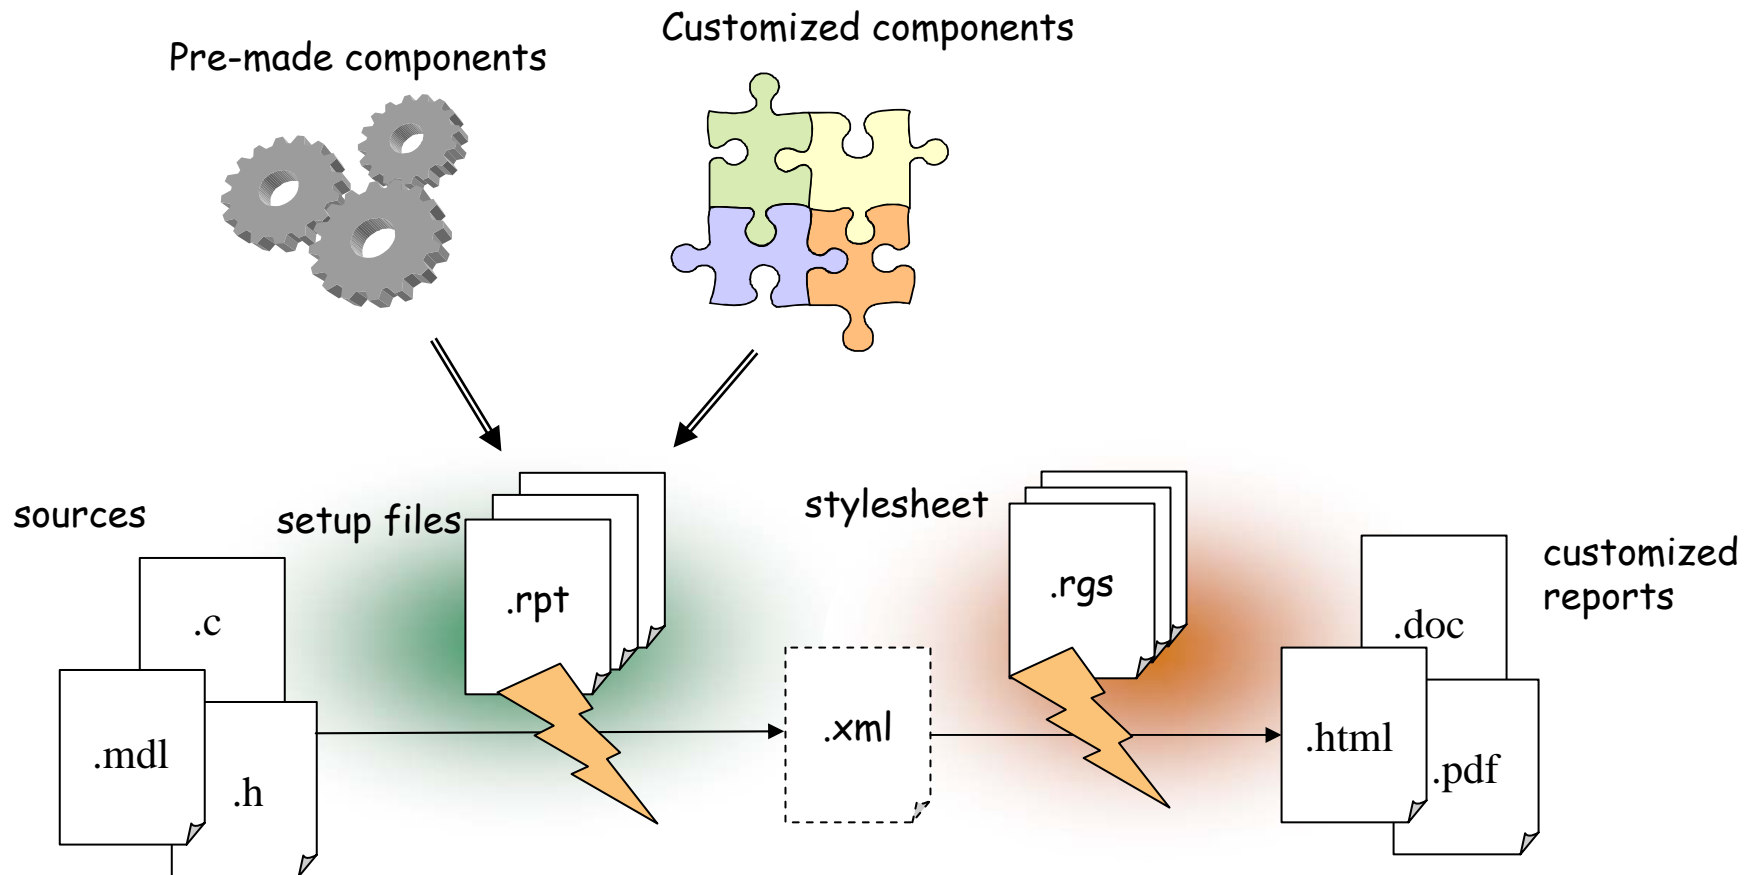 Customized components
Pre-made components
sources
setup files
stylesheet
customized
reports
.c
.mdl
.h
.rpt
.xml
.rgs
.doc
.html
.pdf